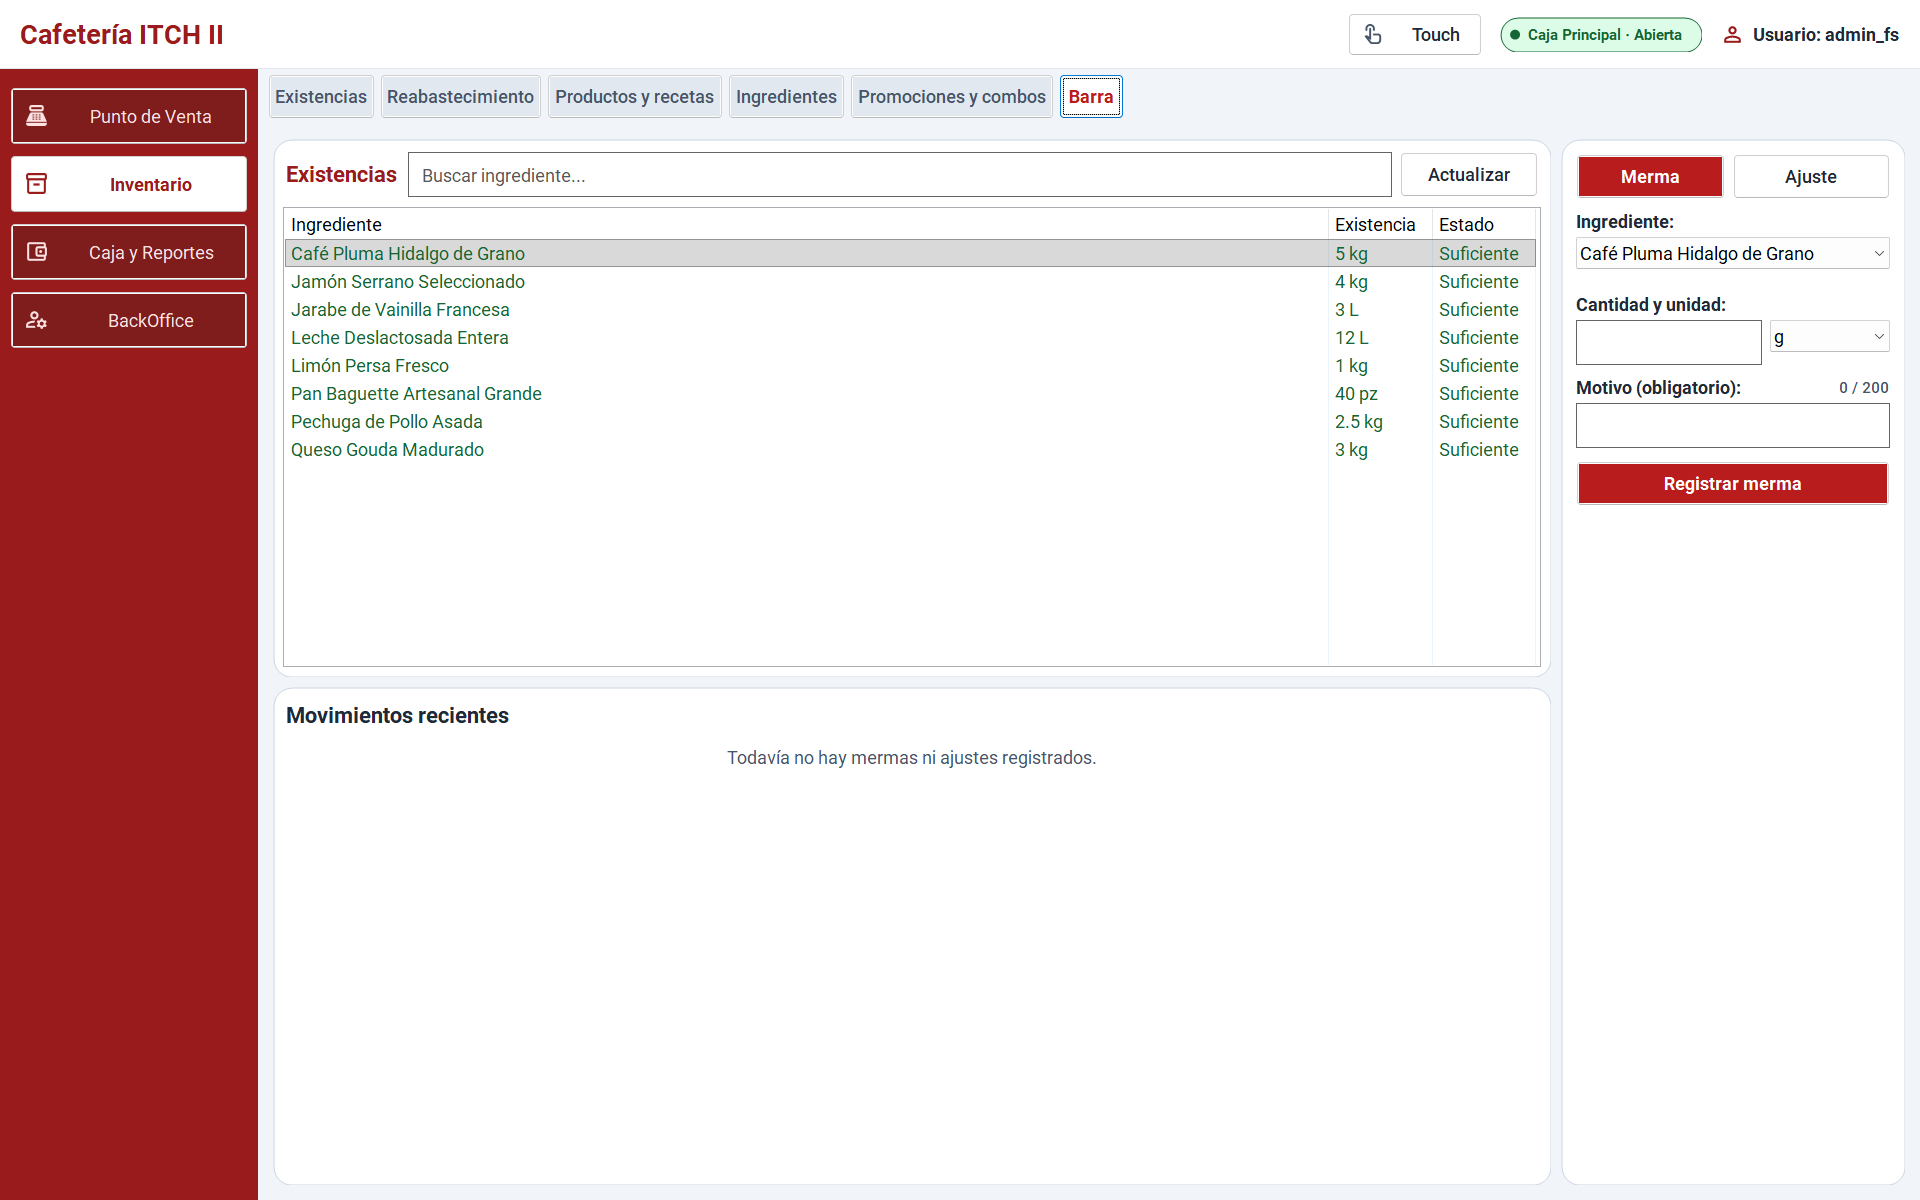 Cafetería ITCH II
Touch
Caja Principal · Abierta
Usuario: admin_fs
Punto de Venta
Inventario
Caja y Reportes
BackOffice
Existencias Reabastecimiento Productos y recetas Ingredientes Promociones y combos Barra
Existencias
Buscar ingrediente...
Actualizar
Ingrediente Existencia Estado
Café Pluma Hidalgo de Grano 5 kg Suficiente
Jamón Serrano Seleccionado 4 kg Suficiente
Jarabe de Vainilla Francesa 3 L Suficiente
Leche Deslactosada Entera 12 L Suficiente
Limón Persa Fresco 1 kg Suficiente
Pan Baguette Artesanal Grande 40 pz Suficiente
Pechuga de Pollo Asada 2.5 kg Suficiente
Queso Gouda Madurado 3 kg Suficiente
Movimientos recientes
Todavía no hay mermas ni ajustes registrados.
Merma Ajuste
Ingrediente:
Café Pluma Hidalgo de Grano
Cantidad y unidad:
g
Motivo (obligatorio): 0 / 200
Registrar merma